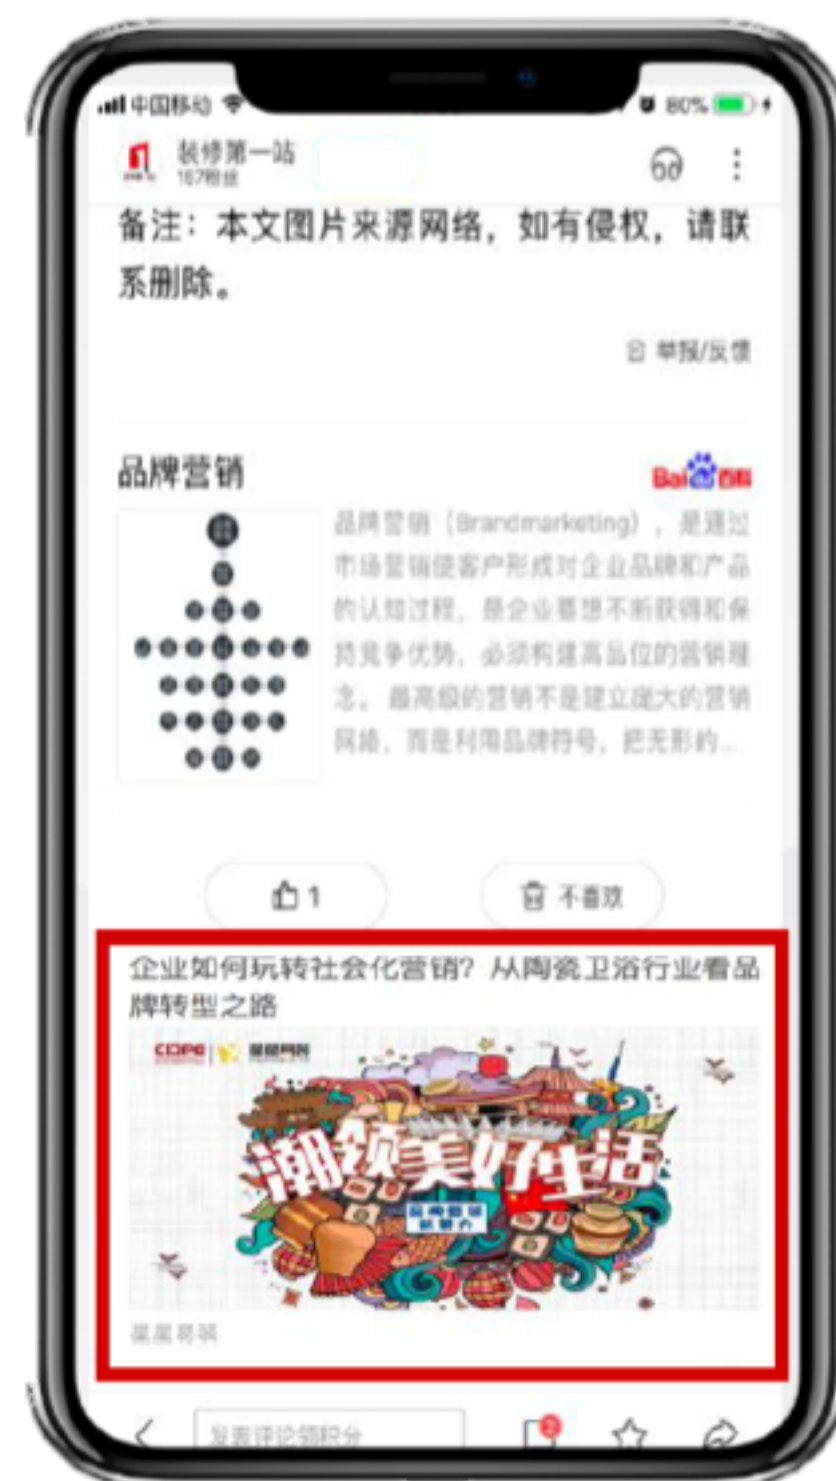 中国移动
80%
装修第一站
167粉丝
备注：本文图片来源网络，如有侵权，请联
系删除。
举报/反馈
品牌营销
Bai 百科
品牌营销（Brandmarketing），是通过
市场营销使客户形成对企业品牌和产品
的认知过程，是企业要想不断获得和保
持竞争优势，必须构建高品位的营销理
念。最高级的营销不是建立庞大的营销
网络，而是利用品牌符号，把无形的...
1
不喜欢
企业如何玩转社会化营销？从陶瓷卫浴行业看品
牌转型之路
潮领美好生活
发表评论领积分
2